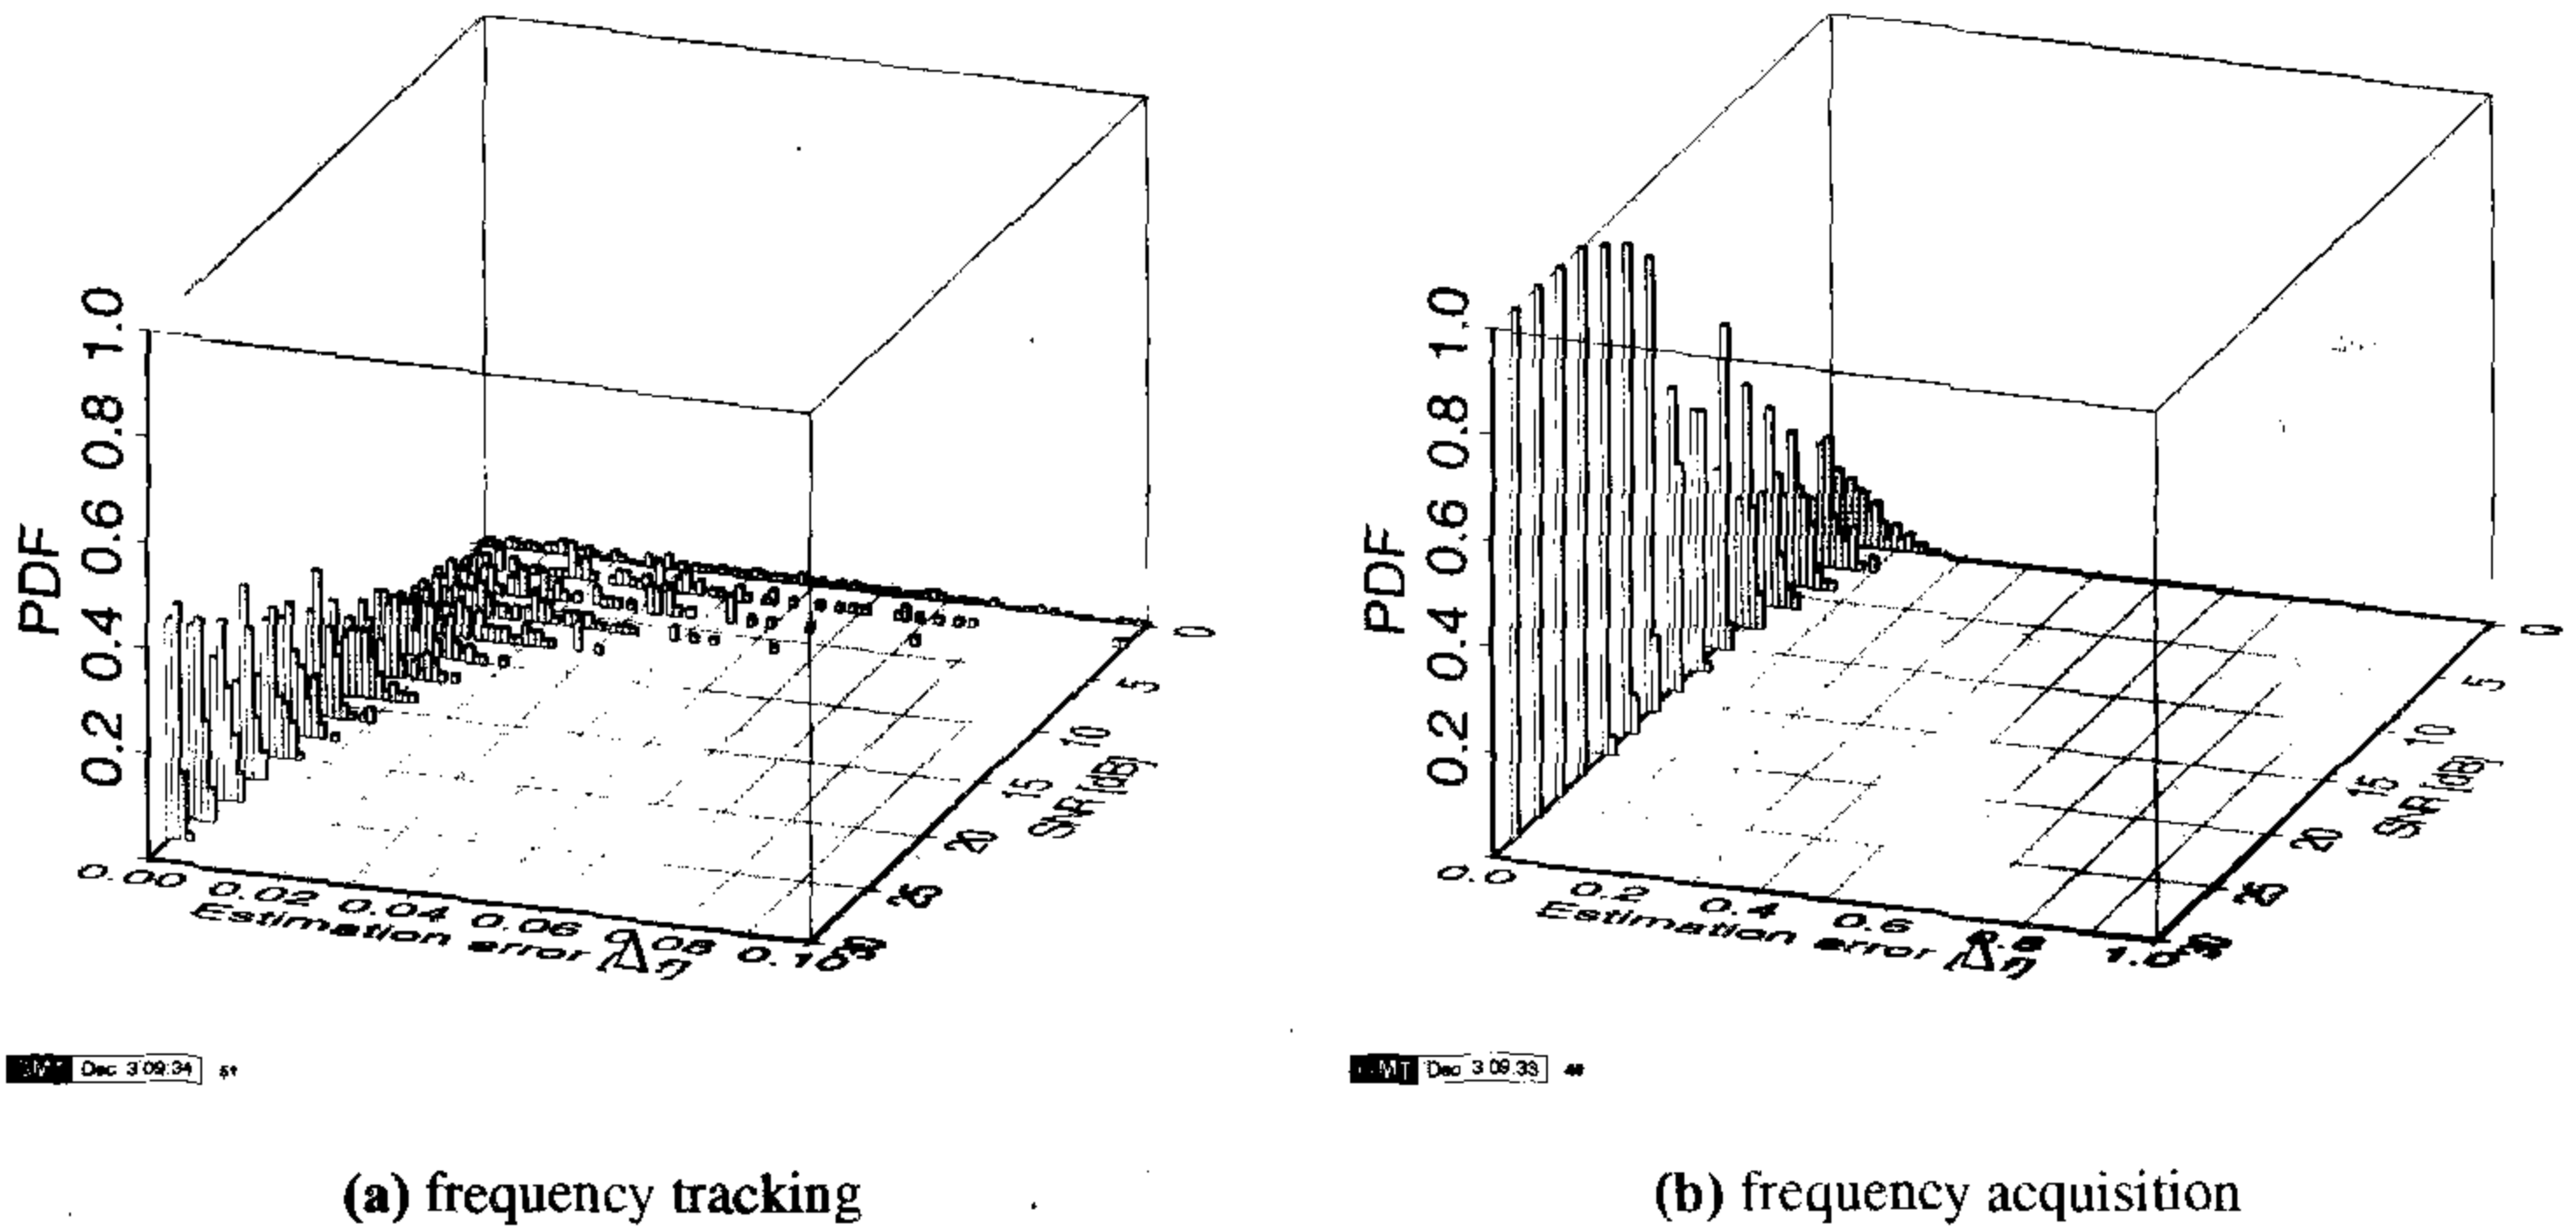 PDF
1.0
0.8
0.6
0.4
0.2
0.00 0.02 0.04 0.06 0.08 0.10
Estimation error [Δf]
0
5
10
15
20
25
SNR [dB]
Dec 3 09:34 51
(a) frequency tracking
PDF
1.0
0.8
0.6
0.4
0.2
0.0 0.2 0.4 0.6 0.8 1.0
Estimation error [Δf]
0
5
10
15
20
25
SNR [dB]
Dec 3 09:33
(b) frequency acquisition